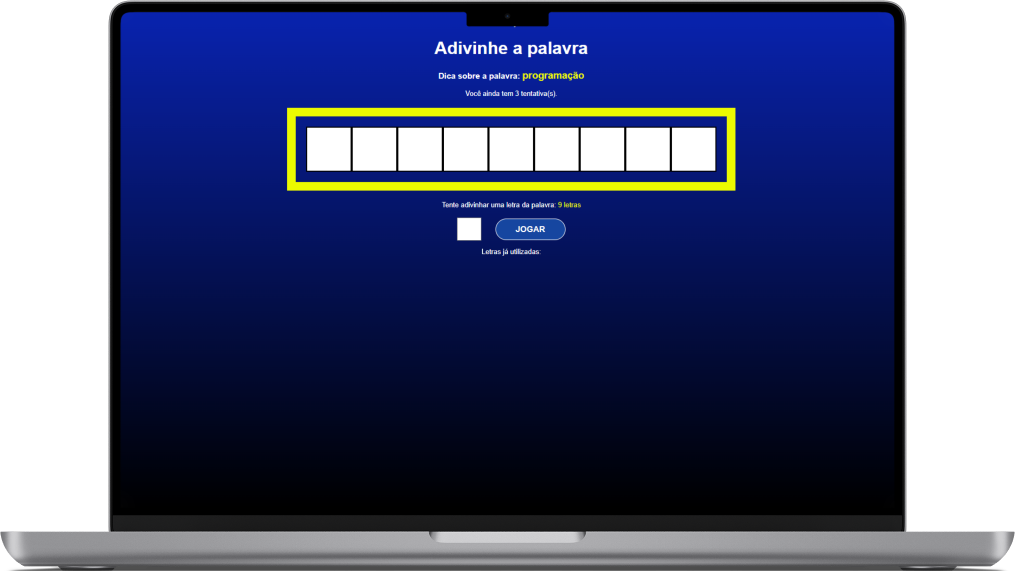 Adivinhe a palavra
Dica sobre a palavra: programação
Você ainda tem 3 tentativa(s).
Tente adivinhar uma letra da palavra: 9 letras
JOGAR
Letras já utilizadas: